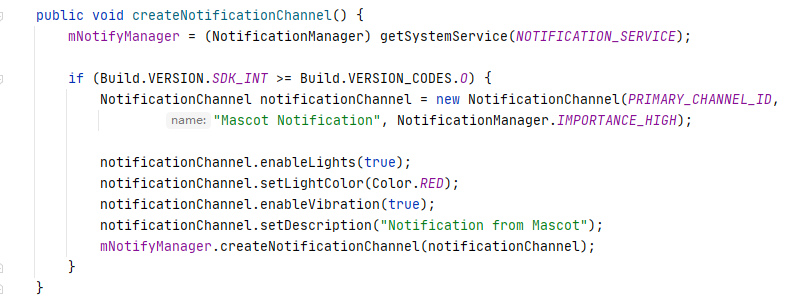 public void createNotificationChannel() {
mNotifyManager = (NotificationManager) getSystemService(NOTIFICATION_SERVICE);
if (Build.VERSION.SDK_INT >= Build.VERSION_CODES.O) {
NotificationChannel notificationChannel = new NotificationChannel(PRIMARY_CHANNEL_ID,
name: "Mascot Notification", NotificationManager.IMPORTANCE_HIGH);
notificationChannel.enableLights(true);
notificationChannel.setLightColor(Color.RED);
notificationChannel.enableVibration(true);
notificationChannel.setDescription("Notification from Mascot");
mNotifyManager.createNotificationChannel(notificationChannel);
}
}